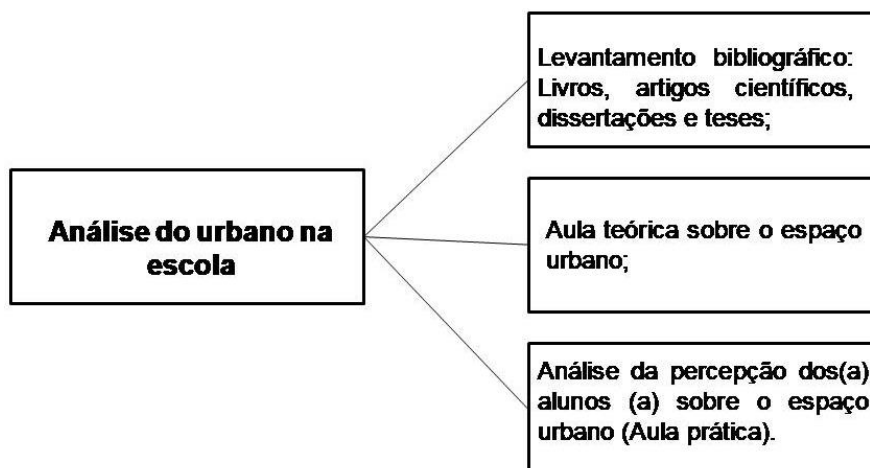 Análise do urbano na
escola
Levantamento bibliográfico:
Livros, artigos científicos,
dissertações e teses;
Aula teórica sobre o espaço
urbano;
Análise da percepção dos(a)
alunos (a) sobre o espaço
urbano (Aula prática).